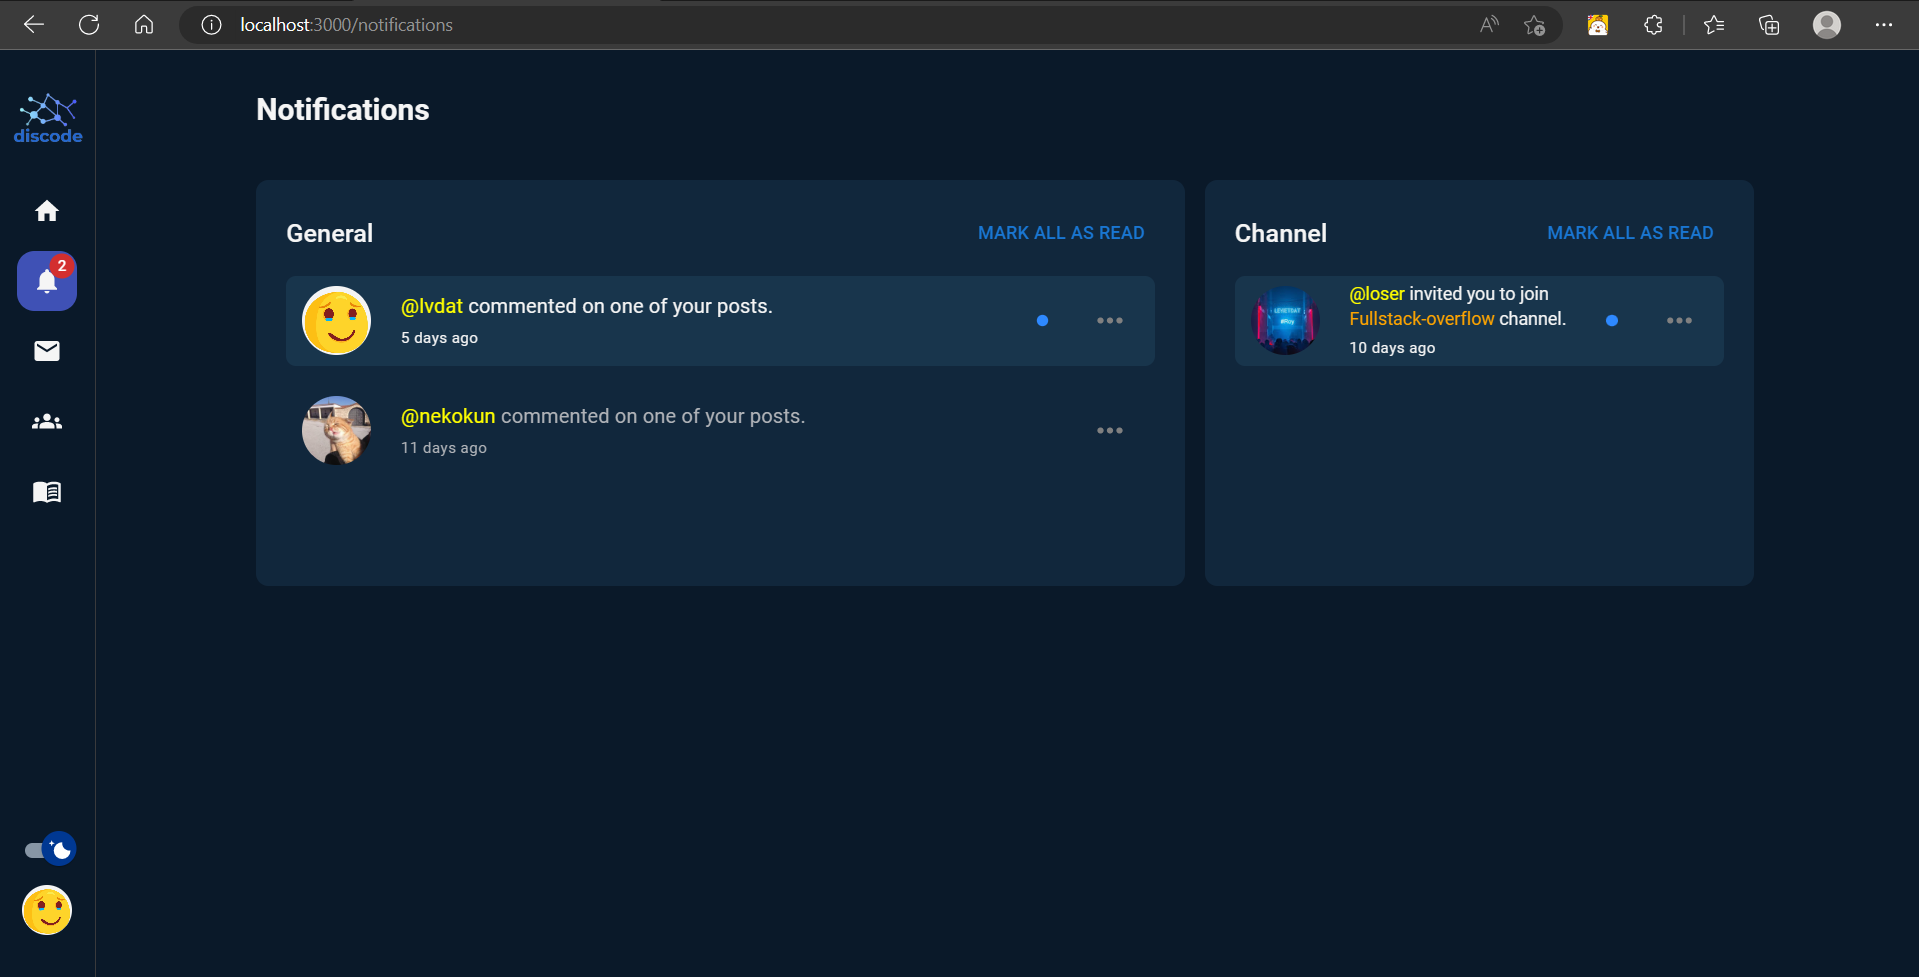 localhost:3000/notifications
discode
2
Notifications
General
MARK ALL AS READ
@lvdat commented on one of your posts.
5 days ago
@nekokun commented on one of your posts.
11 days ago
Channel
MARK ALL AS READ
@loser invited you to join
Fullstack-overflow channel.
10 days ago